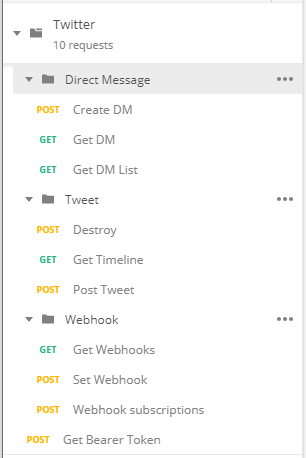 Twitter
10 requests
Direct Message
POST Create DM
GET Get DM
GET Get DM List
Tweet
POST Destroy
GET Get Timeline
POST Post Tweet
Webhook
GET Get Webhooks
POST Set Webhook
POST Webhook subscriptions
POST Get Bearer Token